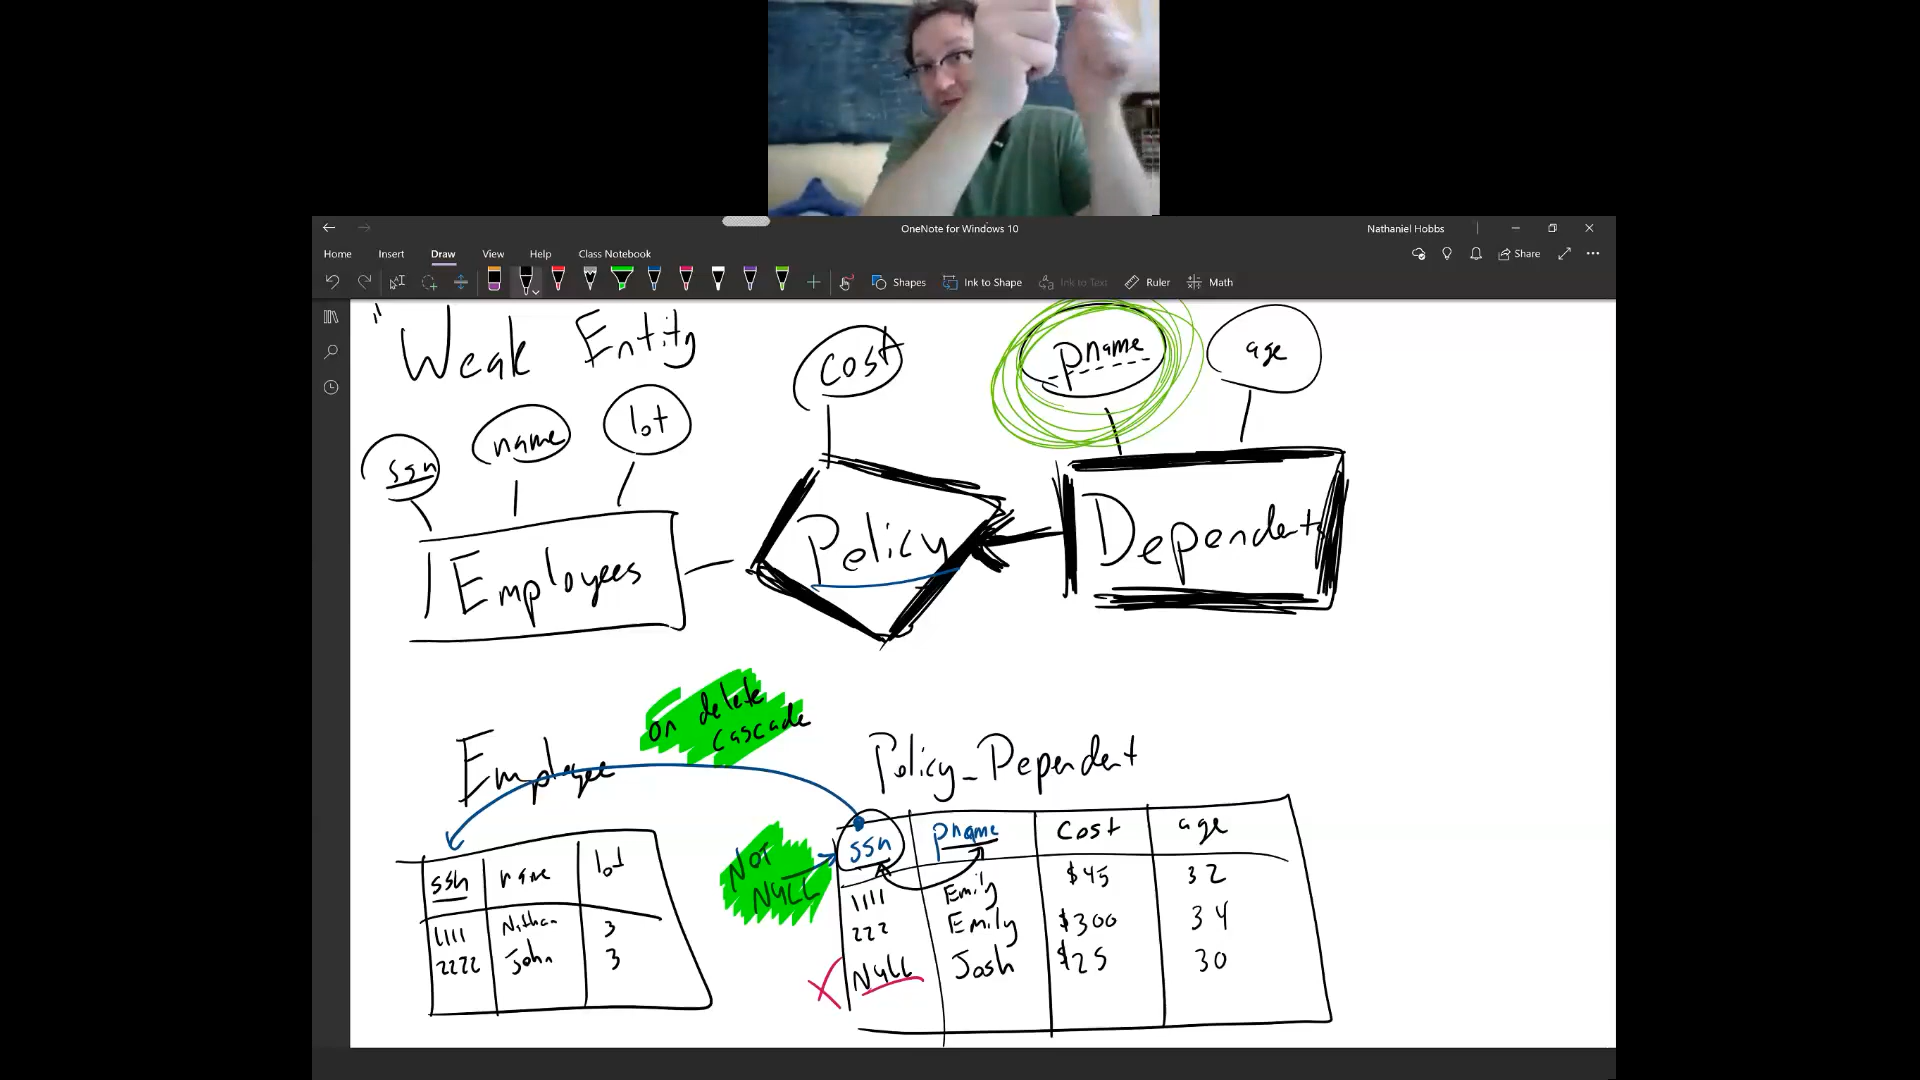 OneNote for Windows 10
Nathaniel Hobbs
Home Insert Draw View Help Class Notebook
Share
Shapes Ink to Shape Ink to Text Ruler Math
"Weak Entity
cost
pname
age
ssn
name
lot
Employees
Policy
Dependents
on delete
cascade
Employee
Policy_Dependent
NOT
NULL
ssn pname cost age
1111 Emily $45 32
222 Emily $300 34
NULL Josh $25 30
ssn name lot
1111 Nathan 3
2222 John 3